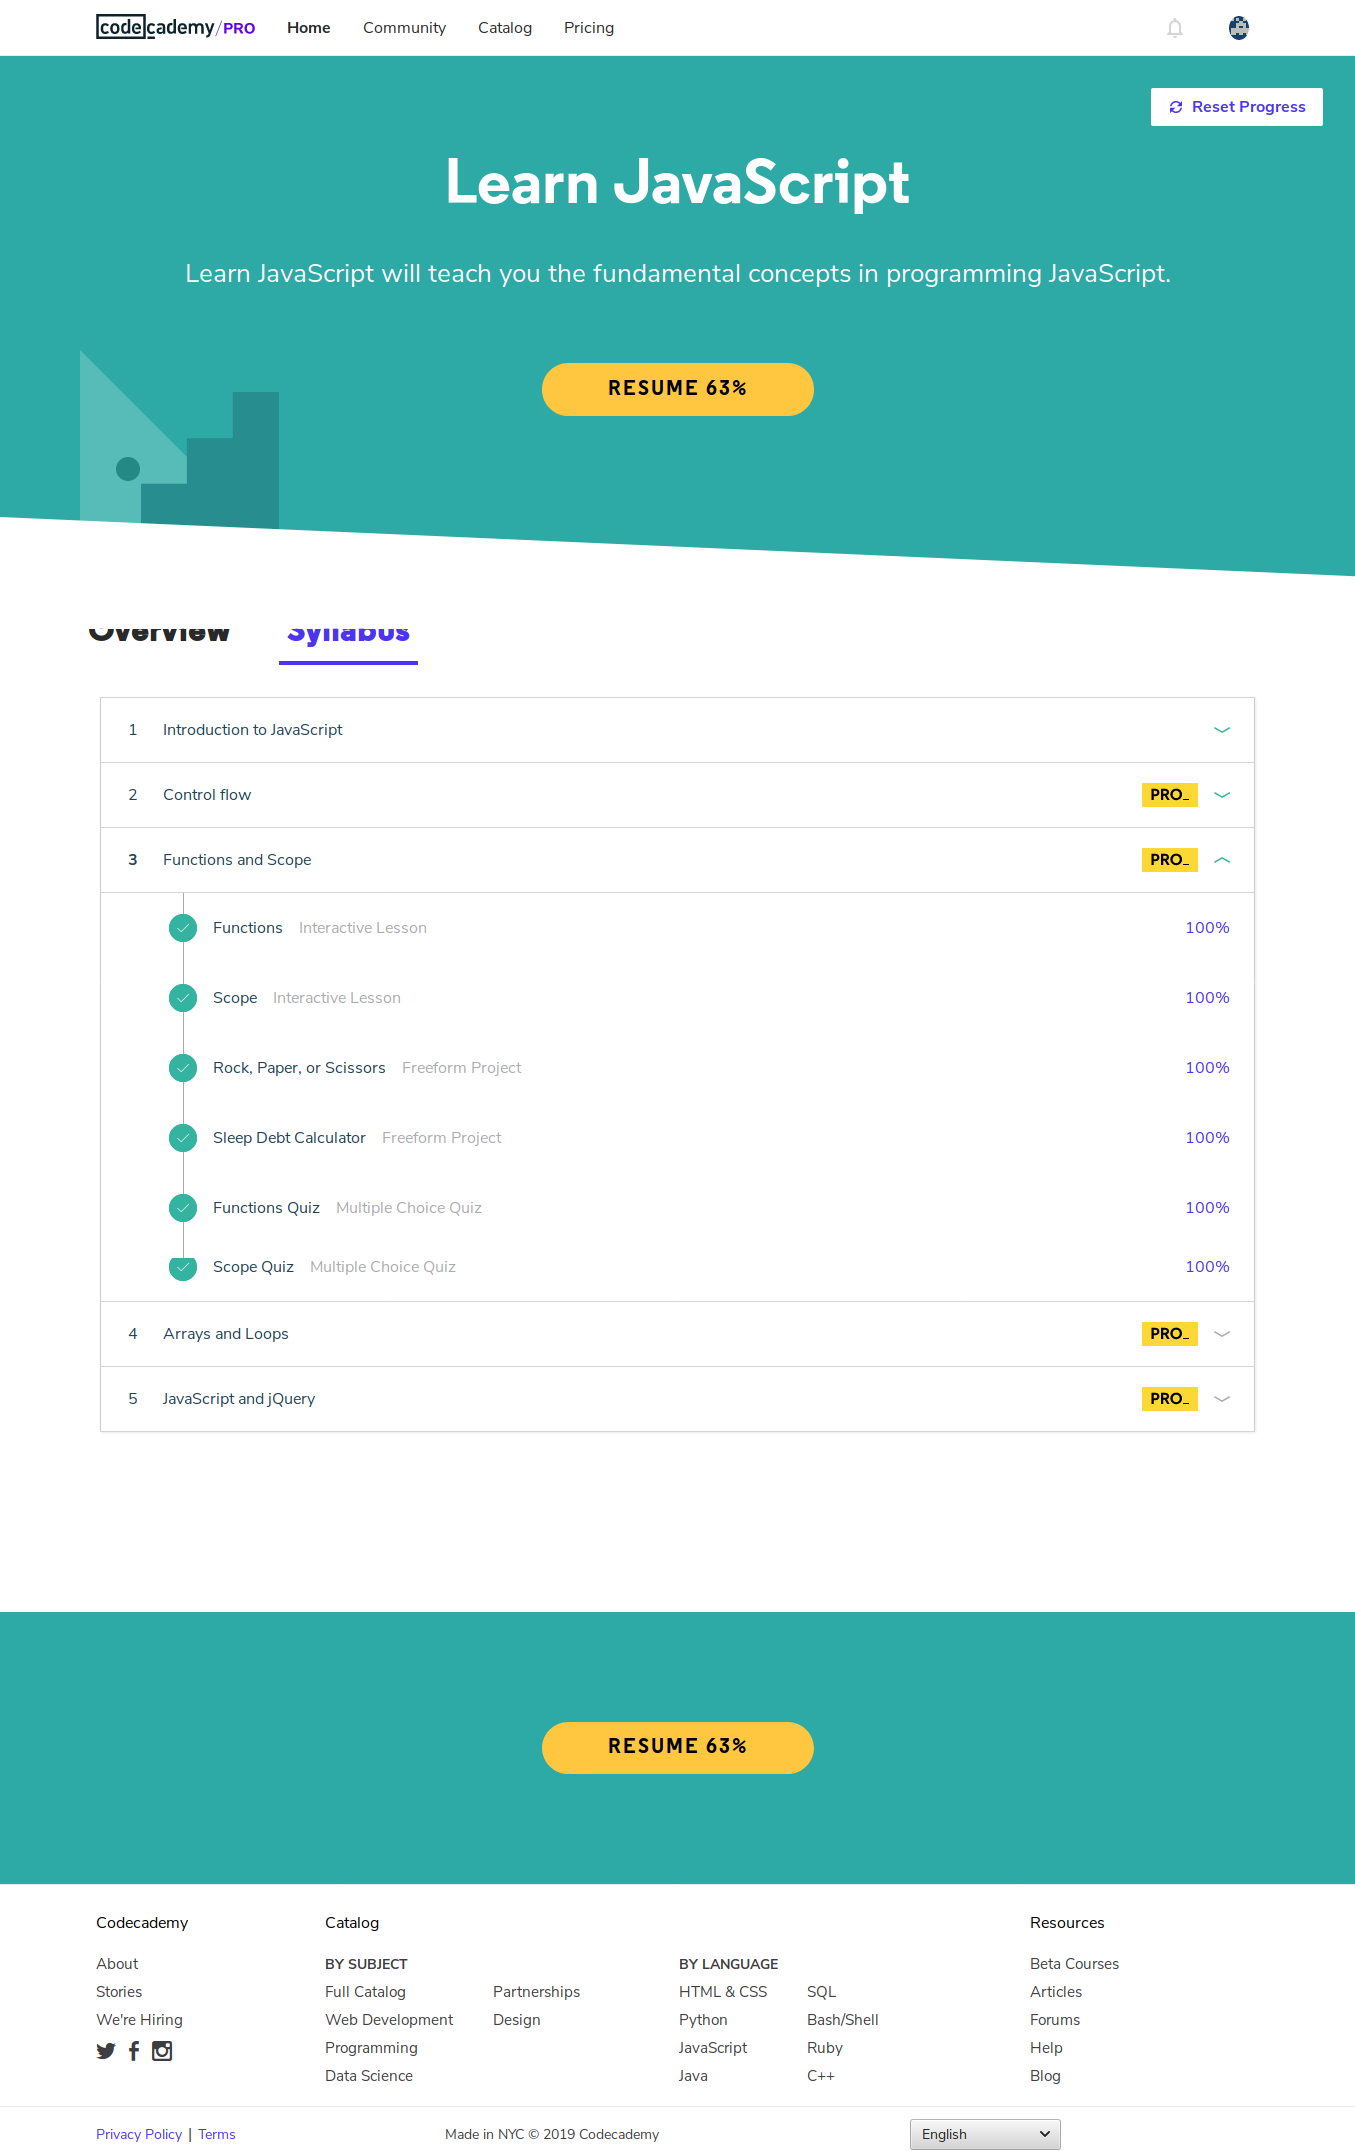 codecademy/PRO Home Community Catalog Pricing
Reset Progress
Learn JavaScript
Learn JavaScript will teach you the fundamental concepts in programming JavaScript.
RESUME 63%
Overview Syllabus
1 Introduction to JavaScript
2 Control flow PRO_
3 Functions and Scope PRO_
Functions Interactive Lesson 100%
Scope Interactive Lesson 100%
Rock, Paper, or Scissors Freeform Project 100%
Sleep Debt Calculator Freeform Project 100%
Functions Quiz Multiple Choice Quiz 100%
Scope Quiz Multiple Choice Quiz 100%
4 Arrays and Loops PRO_
5 JavaScript and jQuery PRO_
RESUME 63%
Codecademy Catalog Resources
About BY SUBJECT BY LANGUAGE Beta Courses
Stories Full Catalog Partnerships HTML & CSS SQL Articles
We're Hiring Web Development Design Python Bash/Shell Forums
Programming JavaScript Ruby Help
Data Science Java C++ Blog
Privacy Policy | Terms Made in NYC © 2019 Codecademy English